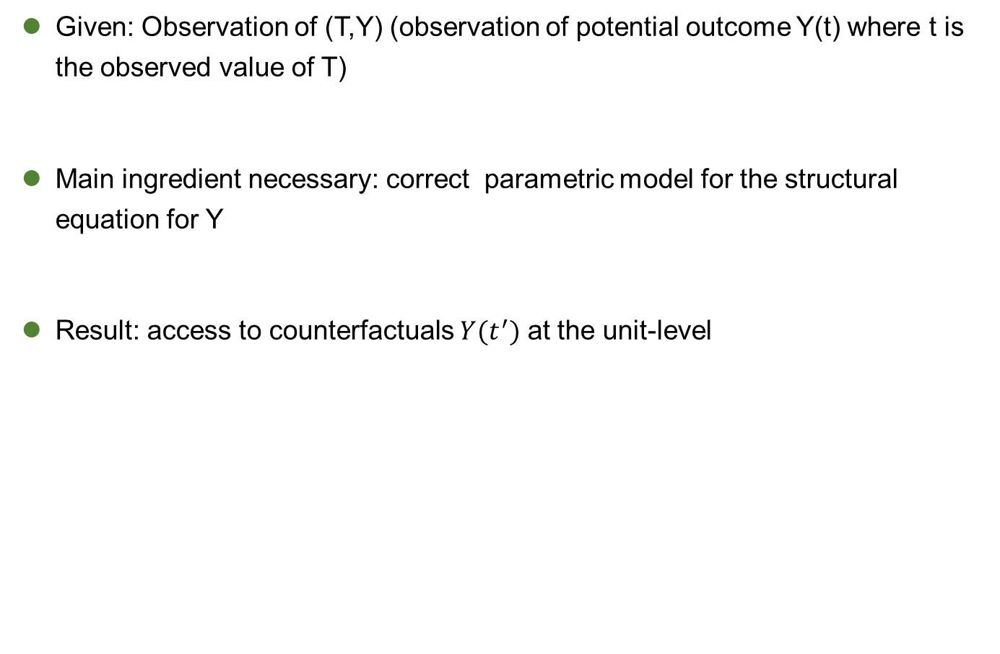 ● Given: Observation of (T,Y) (observation of potential outcome Y(t) where t is
the observed value of T)
● Main ingredient necessary: correct  parametric model for the structural
equation for Y
● Result: access to counterfactuals 𝑌(𝑡′) at the unit-level